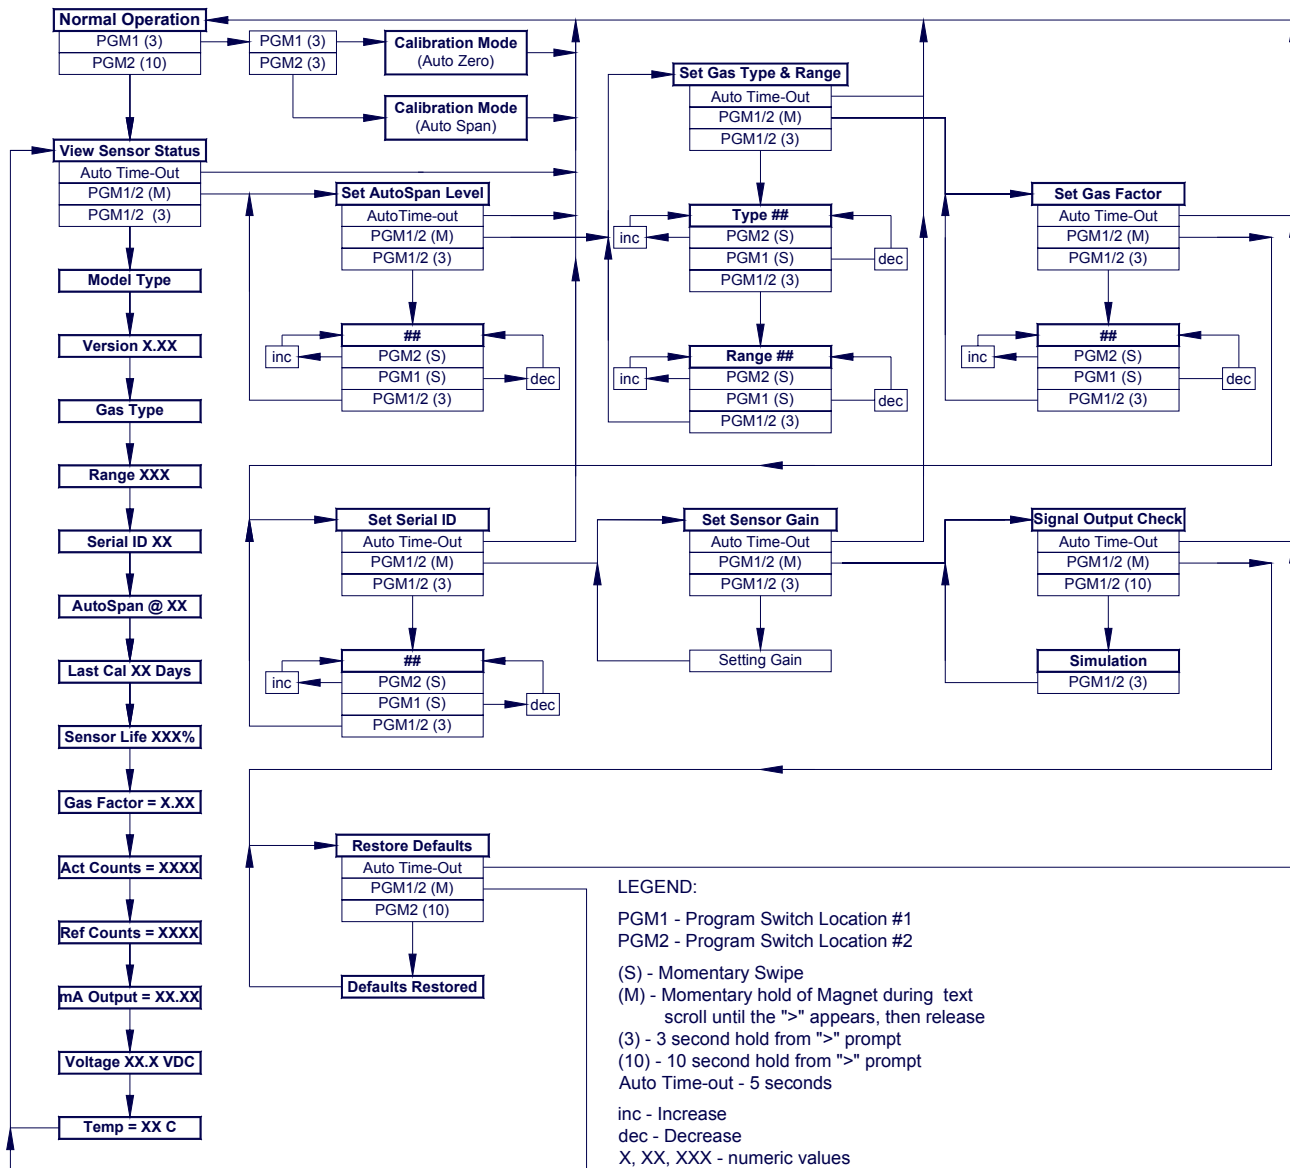 Normal Operation
PGM1 (3)
PGM2 (10)
PGM1 (3)
PGM2 (3)
Calibration Mode
(Auto Zero)
Calibration Mode
(Auto Span)
View Sensor Status
Auto Time-Out
PGM1/2 (M)
PGM1/2 (3)
Model Type
Version X.XX
Gas Type
Range XXX
Serial ID XX
AutoSpan @ XX
Last Cal XX Days
Sensor Life XXX%
Gas Factor = X.XX
Act Counts = XXXX
Ref Counts = XXXX
mA Output = XX.XX
Voltage XX.X VDC
Temp = XX C
Set AutoSpan Level
AutoTime-out
PGM1/2 (M)
PGM1/2 (3)
##
PGM2 (S)
PGM1 (S)
PGM1/2 (3)
inc
dec
Set Gas Type & Range
Auto Time-Out
PGM1/2 (M)
PGM1/2 (3)
Type ##
PGM2 (S)
PGM1 (S)
PGM1/2 (3)
inc
dec
Range ##
PGM2 (S)
PGM1 (S)
PGM1/2 (3)
inc
dec
Set Gas Factor
Auto Time-Out
PGM1/2 (M)
PGM1/2 (3)
##
PGM2 (S)
PGM1 (S)
PGM1/2 (3)
inc
dec
Set Serial ID
Auto Time-Out
PGM1/2 (M)
PGM1/2 (3)
##
PGM2 (S)
PGM1 (S)
PGM1/2 (3)
inc
dec
Set Sensor Gain
Auto Time-Out
PGM1/2 (M)
PGM1/2 (3)
Setting Gain
Signal Output Check
Auto Time-Out
PGM1/2 (M)
PGM1/2 (10)
Simulation
PGM1/2 (3)
Restore Defaults
Auto Time-Out
PGM1/2 (M)
PGM2 (10)
Defaults Restored
LEGEND:
PGM1 - Program Switch Location #1
PGM2 - Program Switch Location #2
(S) - Momentary Swipe
(M) - Momentary hold of Magnet during text
scroll until the ">" appears, then release
(3) - 3 second hold from ">" prompt
(10) - 10 second hold from ">" prompt
Auto Time-out - 5 seconds
inc - Increase
dec - Decrease
X, XX, XXX - numeric values